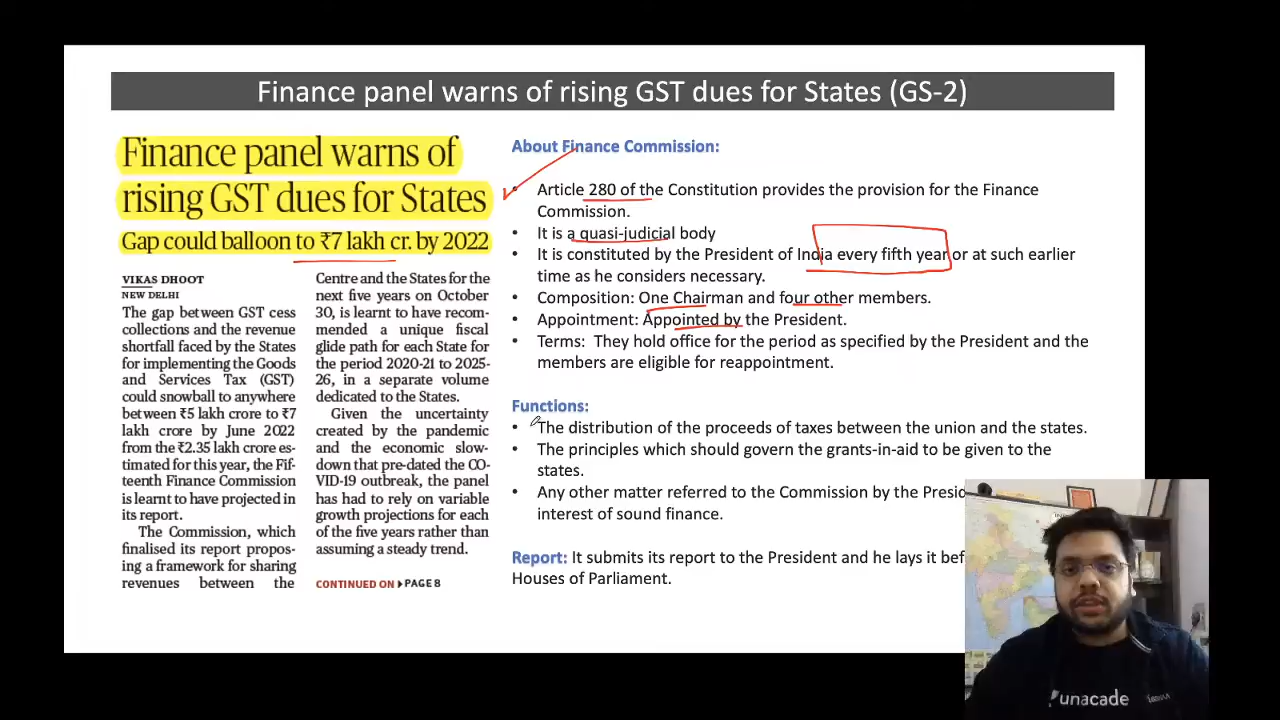 Finance panel warns of rising GST dues for States (GS-2)
Finance panel warns of
rising GST dues for States
Gap could balloon to ₹7 lakh cr. by 2022
VIKAS DHOOT
NEW DELHI
The gap between GST cess
collections and the revenue
shortfall faced by the States
for implementing the Goods
and Services Tax (GST)
could snowball to anywhere
between ₹5 lakh crore to ₹7
lakh crore by June 2022
from the ₹2.35 lakh crore es-
timated for this year, the Fif-
teenth Finance Commission
is learnt to have projected in
its report.
The Commission, which
finalised its report propos-
ing a framework for sharing
revenues between the
Centre and the States for the
next five years on October
30, is learnt to have recom-
mended a unique fiscal
glide path for each State for
the period 2020-21 to 2025-
26, in a separate volume
dedicated to the States.
Given the uncertainty
created by the pandemic
and the economic slow-
down that pre-dated the CO-
VID-19 outbreak, the panel
has had to rely on variable
growth projections for each
of the five years rather than
assuming a steady trend.
CONTINUED ON PAGE 8
About Finance Commission:
• Article 280 of the Constitution provides the provision for the Finance
Commission.
• It is a quasi-judicial body
• It is constituted by the President of India every fifth year or at such earlier
time as he considers necessary.
• Composition: One Chairman and four other members.
• Appointment: Appointed by the President.
• Terms: They hold office for the period as specified by the President and the
members are eligible for reappointment.
Functions:
• The distribution of the proceeds of taxes between the union and the states.
• The principles which should govern the grants-in-aid to be given to the
states.
• Any other matter referred to the Commission by the Presid
interest of sound finance.
Report: It submits its report to the President and he lays it bef
Houses of Parliament.
unacade